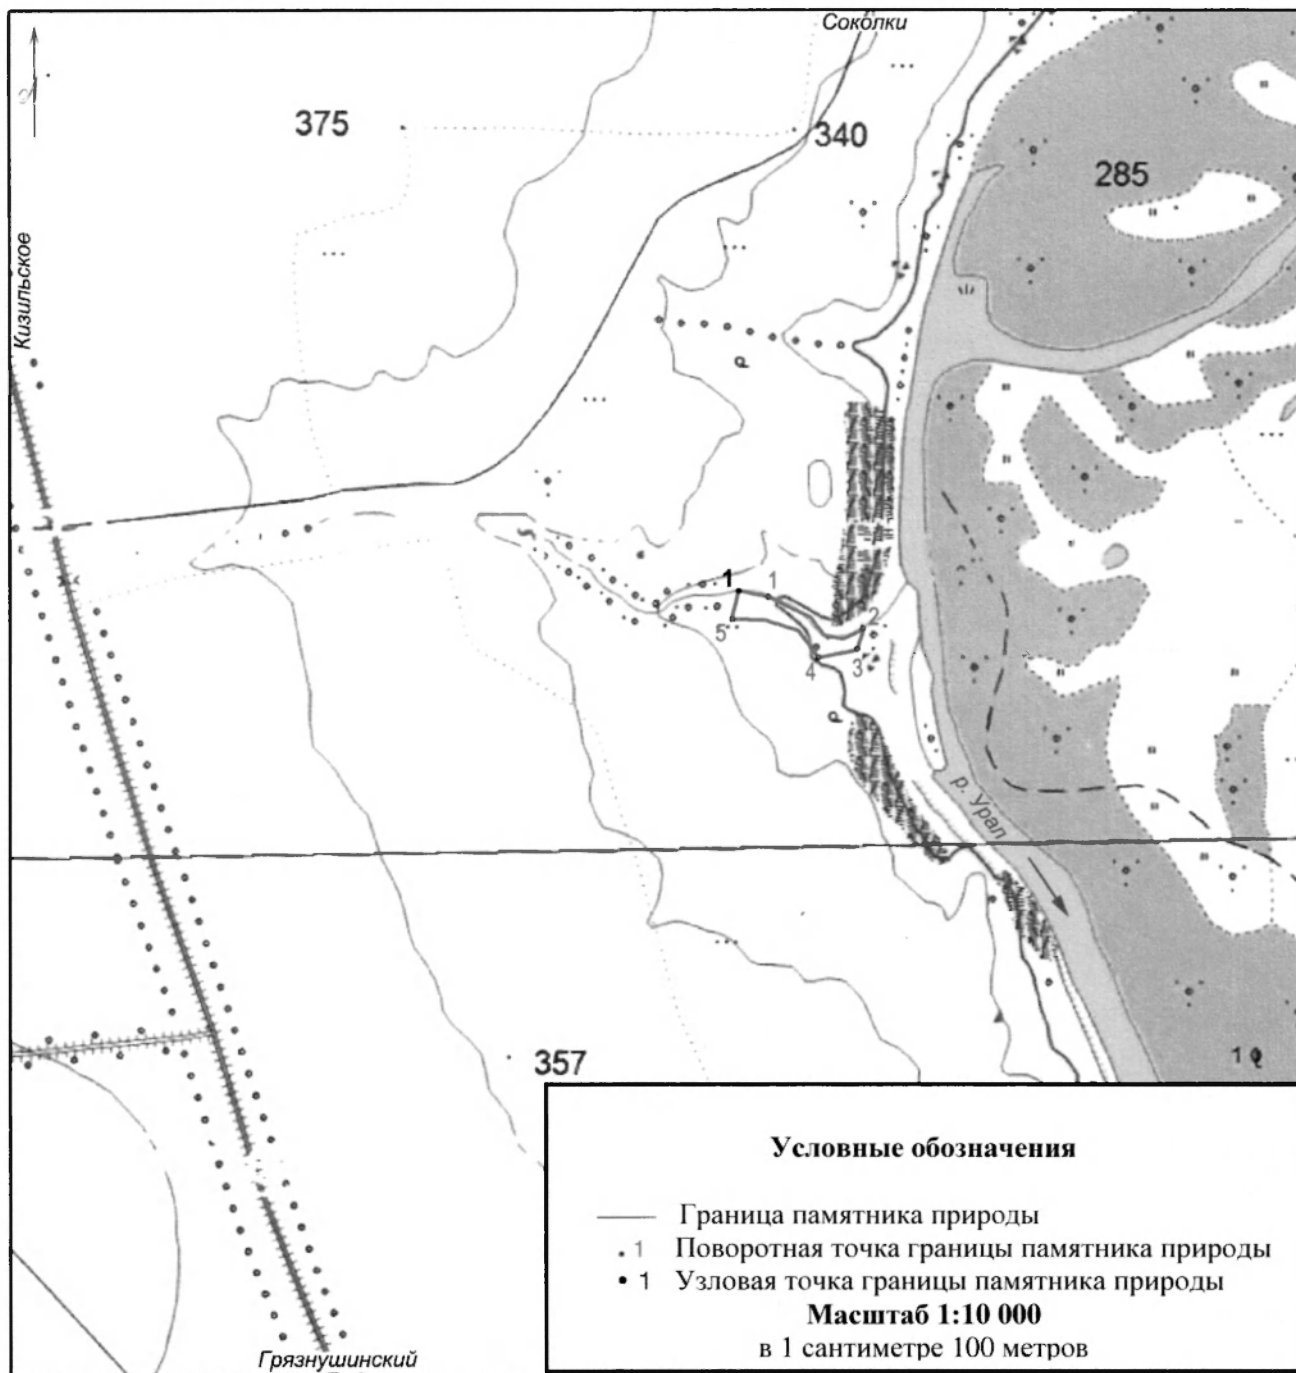 Соколки
375
340
285
Кизильское
1
1
2
5
4
3
р. Урал
357
1
Условные обозначения
Граница памятника природы
. 1 Поворотная точка границы памятника природы
• 1 Узловая точка границы памятника природы
Масштаб 1:10 000
в 1 сантиметре 100 метров
Грязнушинский